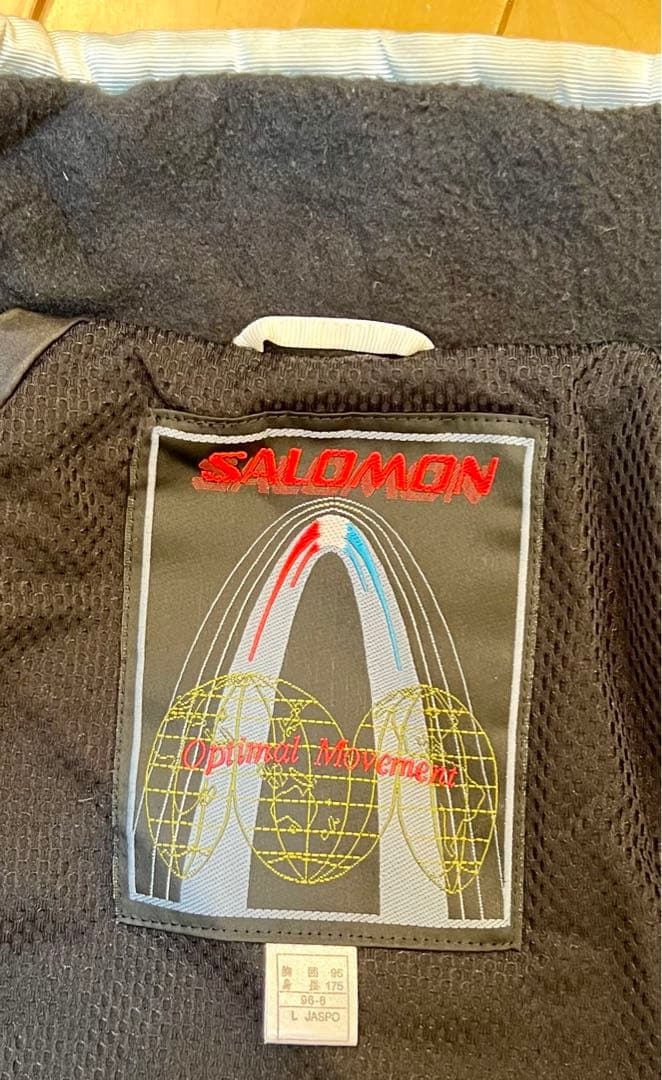 SALOMON
Optimal Movement
胸 囲 95
身 長 175
96-6
L JASPO